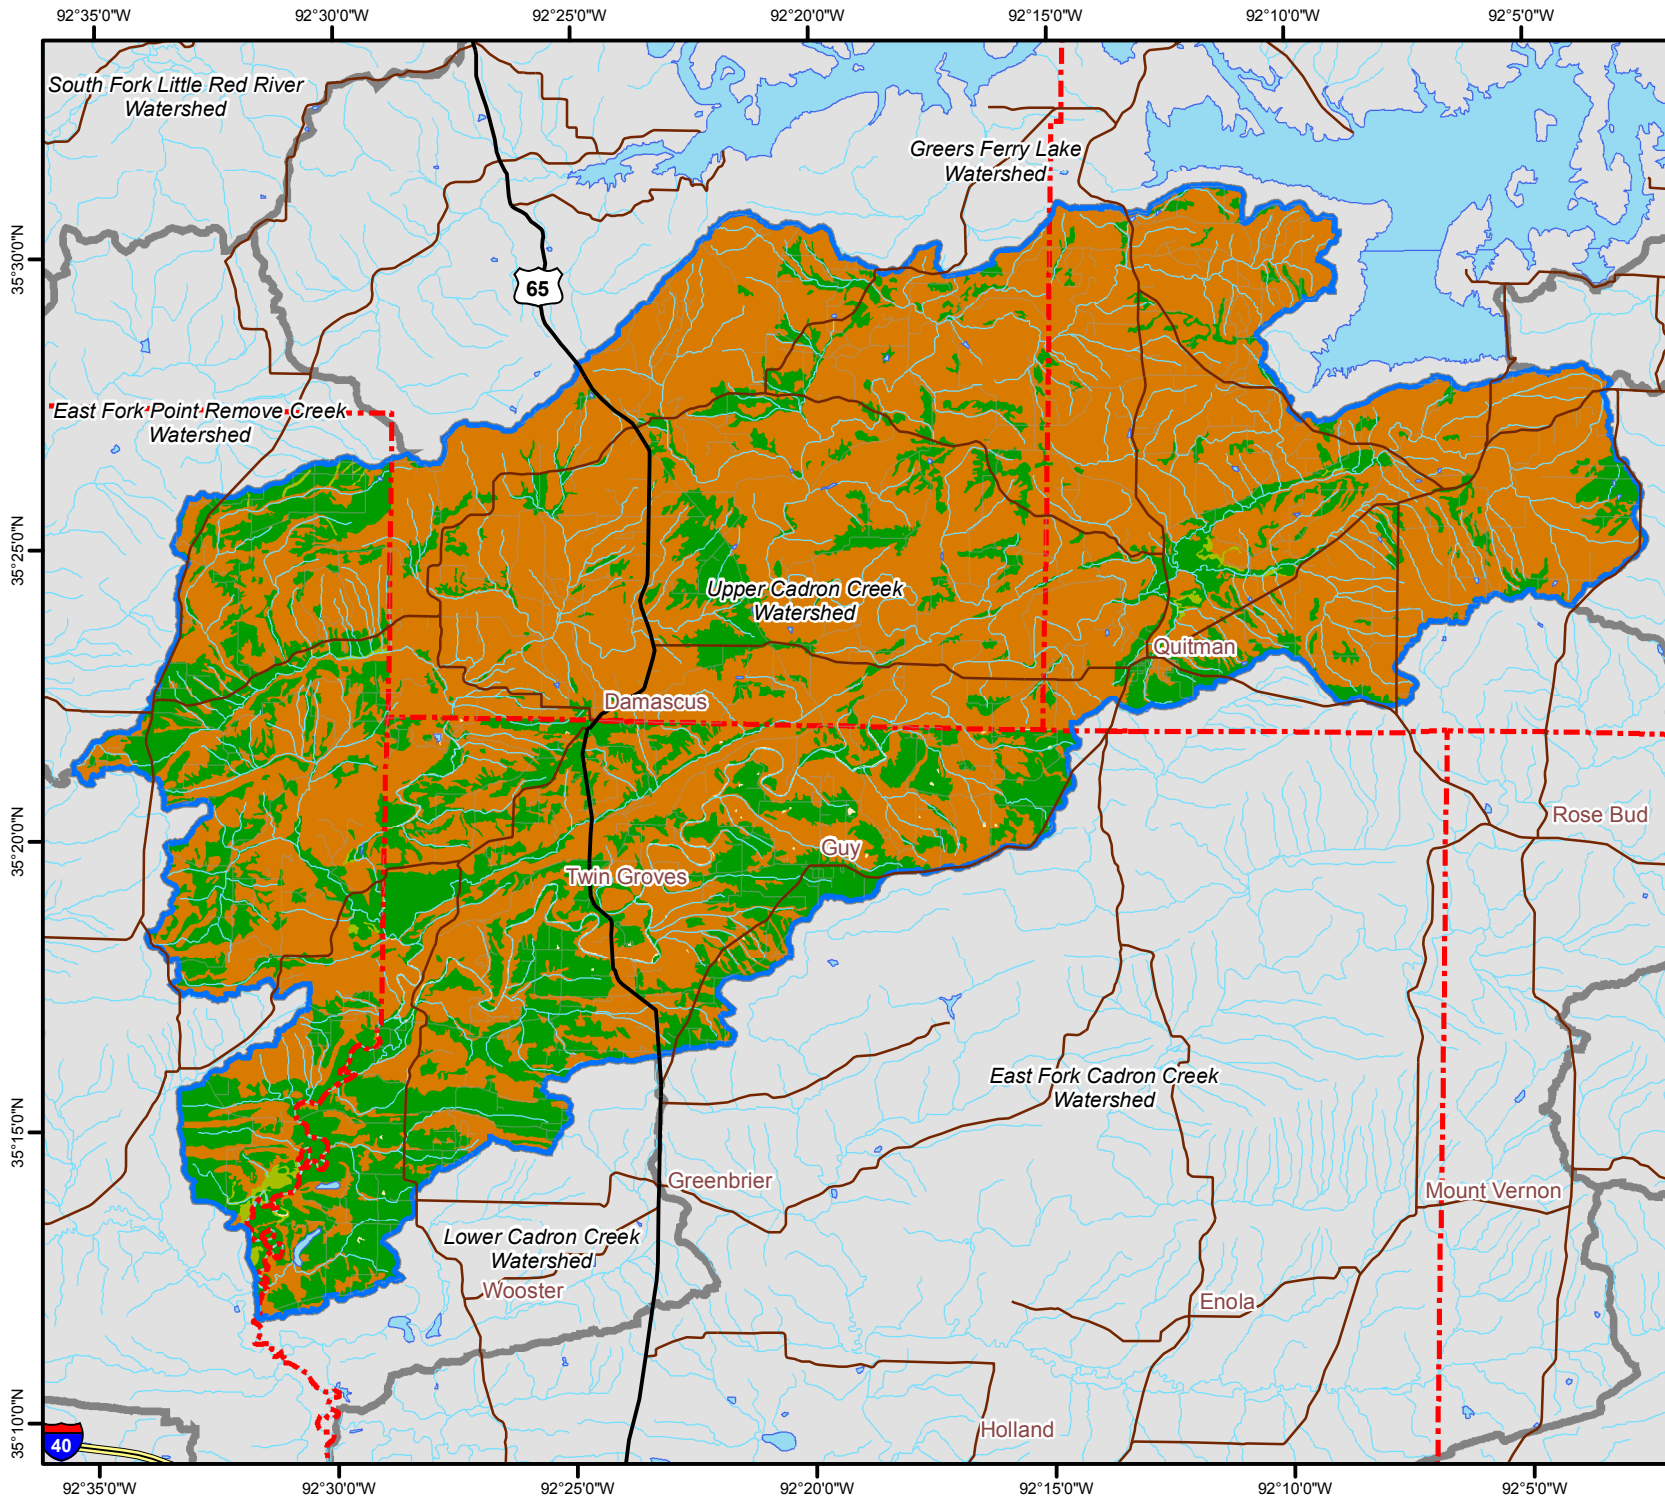 92°35'0"W
92°30'0"W
92°25'0"W
92°20'0"W
92°15'0"W
92°10'0"W
92°5'0"W
South Fork Little Red River
Watershed
Greers Ferry Lake
Watershed
35°30'0"N
35°30'0"N
65
East Fork Point Remove Creek
Watershed
35°25'0"N
Upper Cadron Creek
Watershed
Quitman
Damascus
35°20'0"N
Rose Bud
Guy
Twin Groves
East Fork Cadron Creek
Watershed
35°15'0"N
Greenbrier
Mount Vernon
Lower Cadron Creek
Watershed
Wooster
Enola
35°10'0"N
Holland
40
92°35'0"W
92°30'0"W
92°25'0"W
92°20'0"W
92°15'0"W
92°10'0"W
92°5'0"W